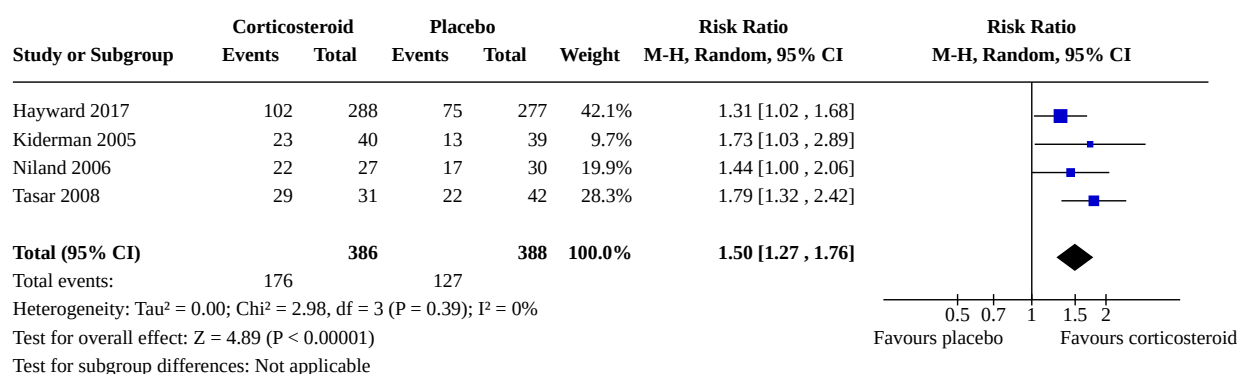 Corticosteroid Placebo Risk Ratio Risk Ratio
Study or Subgroup Events Total Events Total Weight M-H, Random, 95% CI M-H, Random, 95% CI
Hayward 2017 102 288 75 277 42.1% 1.31 [1.02 , 1.68]
Kiderman 2005 23 40 13 39 9.7% 1.73 [1.03 , 2.89]
Niland 2006 22 27 17 30 19.9% 1.44 [1.00 , 2.06]
Tasar 2008 29 31 22 42 28.3% 1.79 [1.32 , 2.42]
Total (95% CI) 386 388 100.0% 1.50 [1.27 , 1.76]
Total events: 176 127
Heterogeneity: Tau² = 0.00; Chi² = 2.98, df = 3 (P = 0.39); I² = 0%
0.5 0.7 1 1.5 2
Test for overall effect: Z = 4.89 (P < 0.00001) Favours placebo Favours corticosteroid
Test for subgroup differences: Not applicable